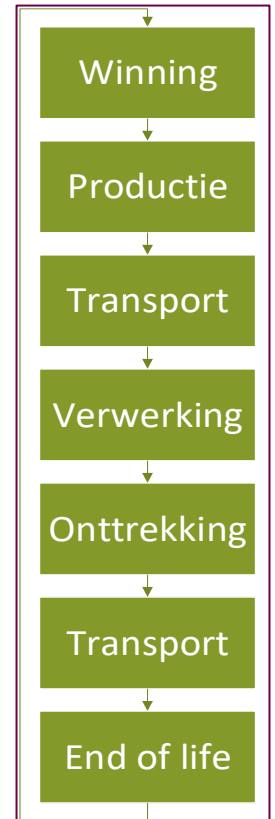 Winning
Productie
Transport
Verwerking
Onttrekking
Transport
End of life